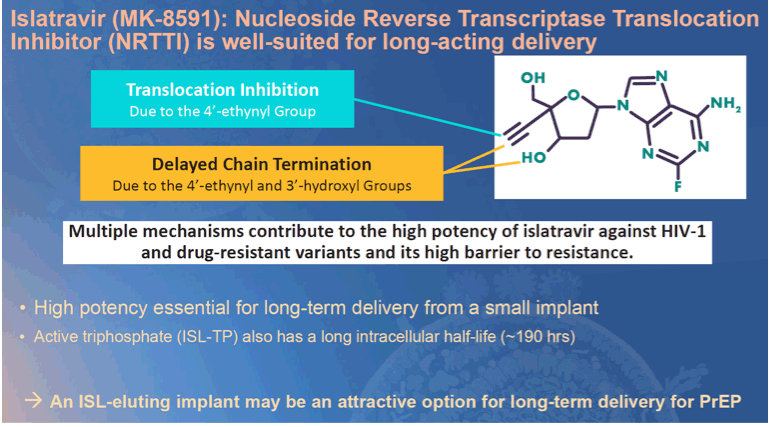 Islatravir (MK-8591): Nucleoside Reverse Transcriptase Translocation
Inhibitor (NRTTI) is well-suited for long-acting delivery
Translocation Inhibition
Due to the 4’-ethynyl Group
Delayed Chain Termination
Due to the 4’-ethynyl and 3’-hydroxyl Groups
OH
O
N
N
NH2
HO
N
N
F
Multiple mechanisms contribute to the high potency of islatravir against HIV-1
and drug-resistant variants and its high barrier to resistance.
• High potency essential for long-term delivery from a small implant
• Active triphosphate (ISL-TP) also has a long intracellular half-life (~190 hrs)
→ An ISL-eluting implant may be an attractive option for long-term delivery for PrEP